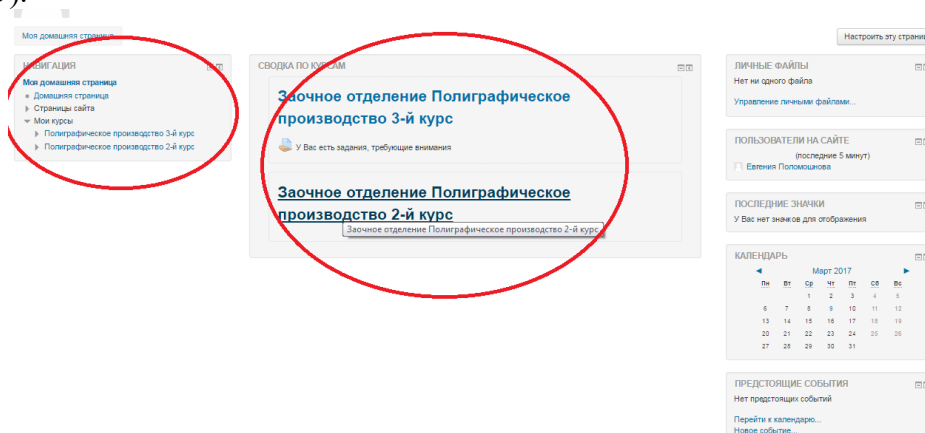 ).
Моя домашняя страница
Настроить эту страниц
НАВИГАЦИЯ
Моя домашняя страница
Домашняя страница
Страницы сайта
Мои курсы
Полиграфическое производство 3-й курс
Полиграфическое производство 2-й курс
СВОДКА ПО КУРСАМ
Заочное отделение Полиграфическое
производство 3-й курс
У Вас есть задания, требующие внимания
Заочное отделение Полиграфическое
производство 2-й курс
Заочное отделение Полиграфическое производство 2-й курс
ЛИЧНЫЕ ФАЙЛЫ
Нет ни одного файла
Управление личными файлами...
ПОЛЬЗОВАТЕЛИ НА САЙТЕ
(последние 5 минут)
Евгения Поломошнова
ПОСЛЕДНИЕ ЗНАЧКИ
У Вас нет значков для отображения
КАЛЕНДАРЬ
◄ Март 2017 ►
Пн Вт Ср Чт Пт Сб Вс
1 2 3 4 5
6 7 8 9 10 11 12
13 14 15 16 17 18 19
20 21 22 23 24 25 26
27 28 29 30 31
ПРЕДСТОЯЩИЕ СОБЫТИЯ
Нет предстоящих событий
Перейти к календарю...
Новое событие...